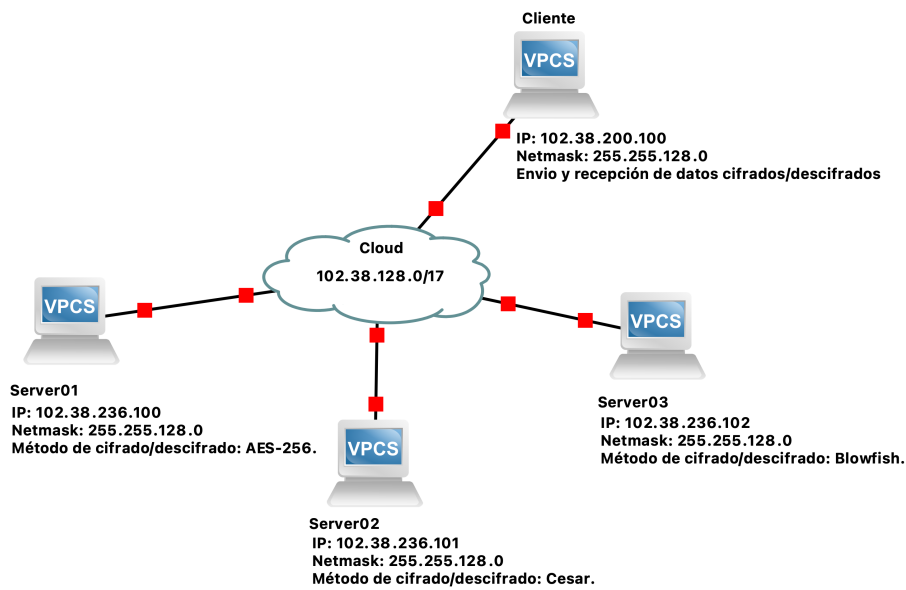 Cliente
VPCS
IP: 102.38.200.100
Netmask: 255.255.128.0
Envio y recepción de datos cifrados/descifrados
Cloud
102.38.128.0/17
VPCS
Server01
IP: 102.38.236.100
Netmask: 255.255.128.0
Método de cifrado/descifrado: AES-256.
VPCS
Server03
IP: 102.38.236.102
Netmask: 255.255.128.0
Método de cifrado/descifrado: Blowfish.
VPCS
Server02
IP: 102.38.236.101
Netmask: 255.255.128.0
Método de cifrado/descifrado: Cesar.